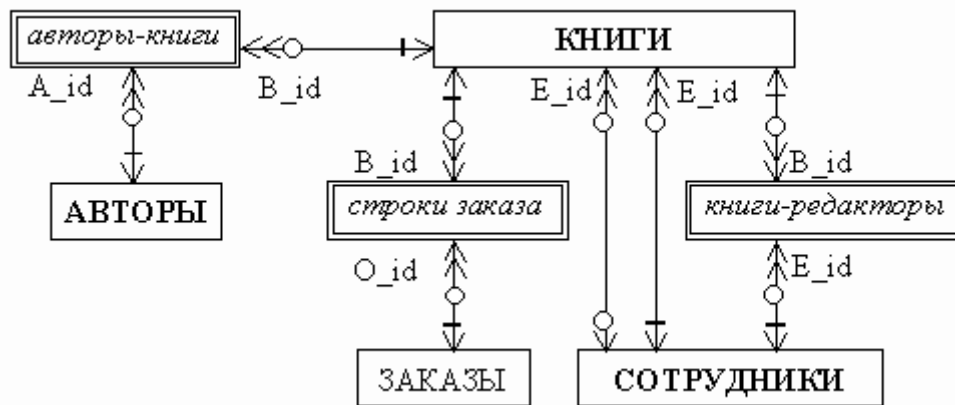 авторы-книги
КНИГИ
A_id
B_id
E_id
E_id
B_id
B_id
АВТОРЫ
строки заказа
книги-редакторы
O_id
E_id
ЗАКАЗЫ
СОТРУДНИКИ